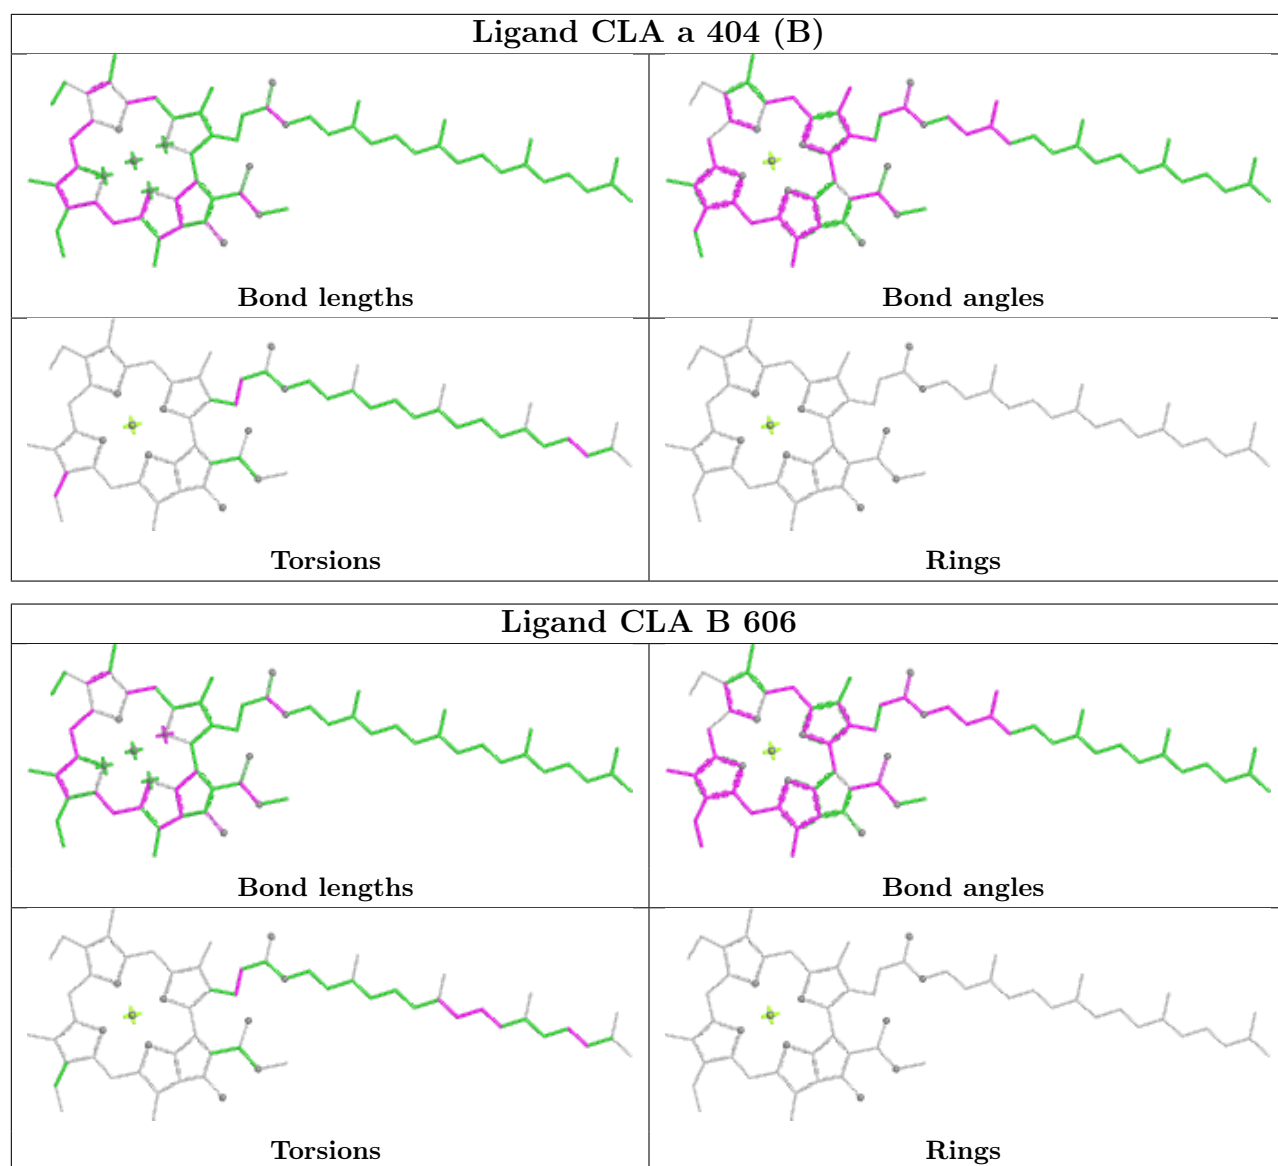 Ligand CLA a 404 (B)
Bond lengths
Bond angles
Torsions
Rings
Ligand CLA B 606
Bond lengths
Bond angles
Torsions
Rings